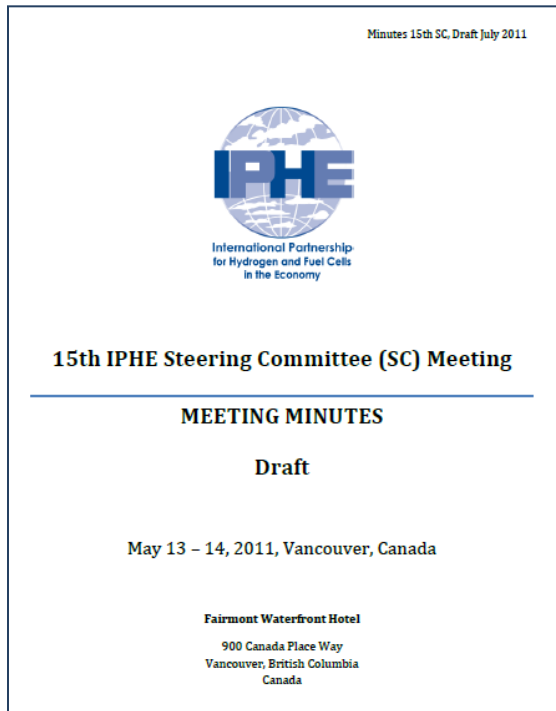 Minutes 15th SC, Draft July 2011
IPHE
International Partnership
for Hydrogen and Fuel Cells
in the Economy
15th IPHE Steering Committee (SC) Meeting
MEETING MINUTES
Draft
May 13 – 14, 2011, Vancouver, Canada
Fairmont Waterfront Hotel
900 Canada Place Way
Vancouver, British Columbia
Canada